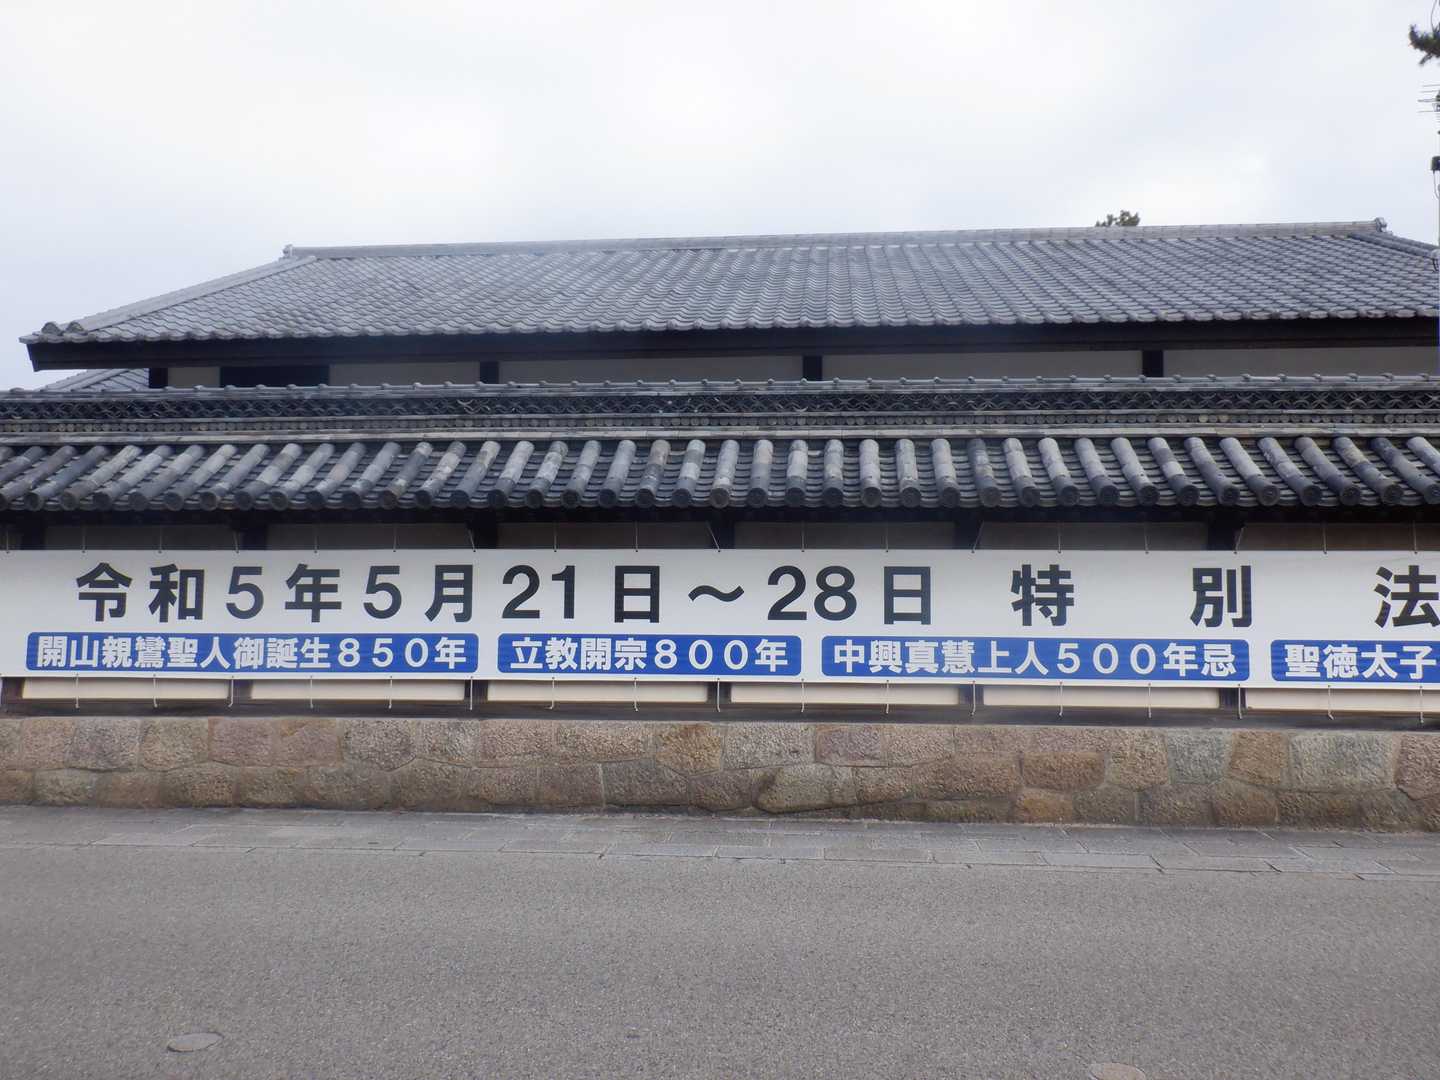 令和5年5月21日～28日 特別法
開山親鸞聖人御誕生850年 立教開宗800年 中興真慧上人500年忌 聖徳太子